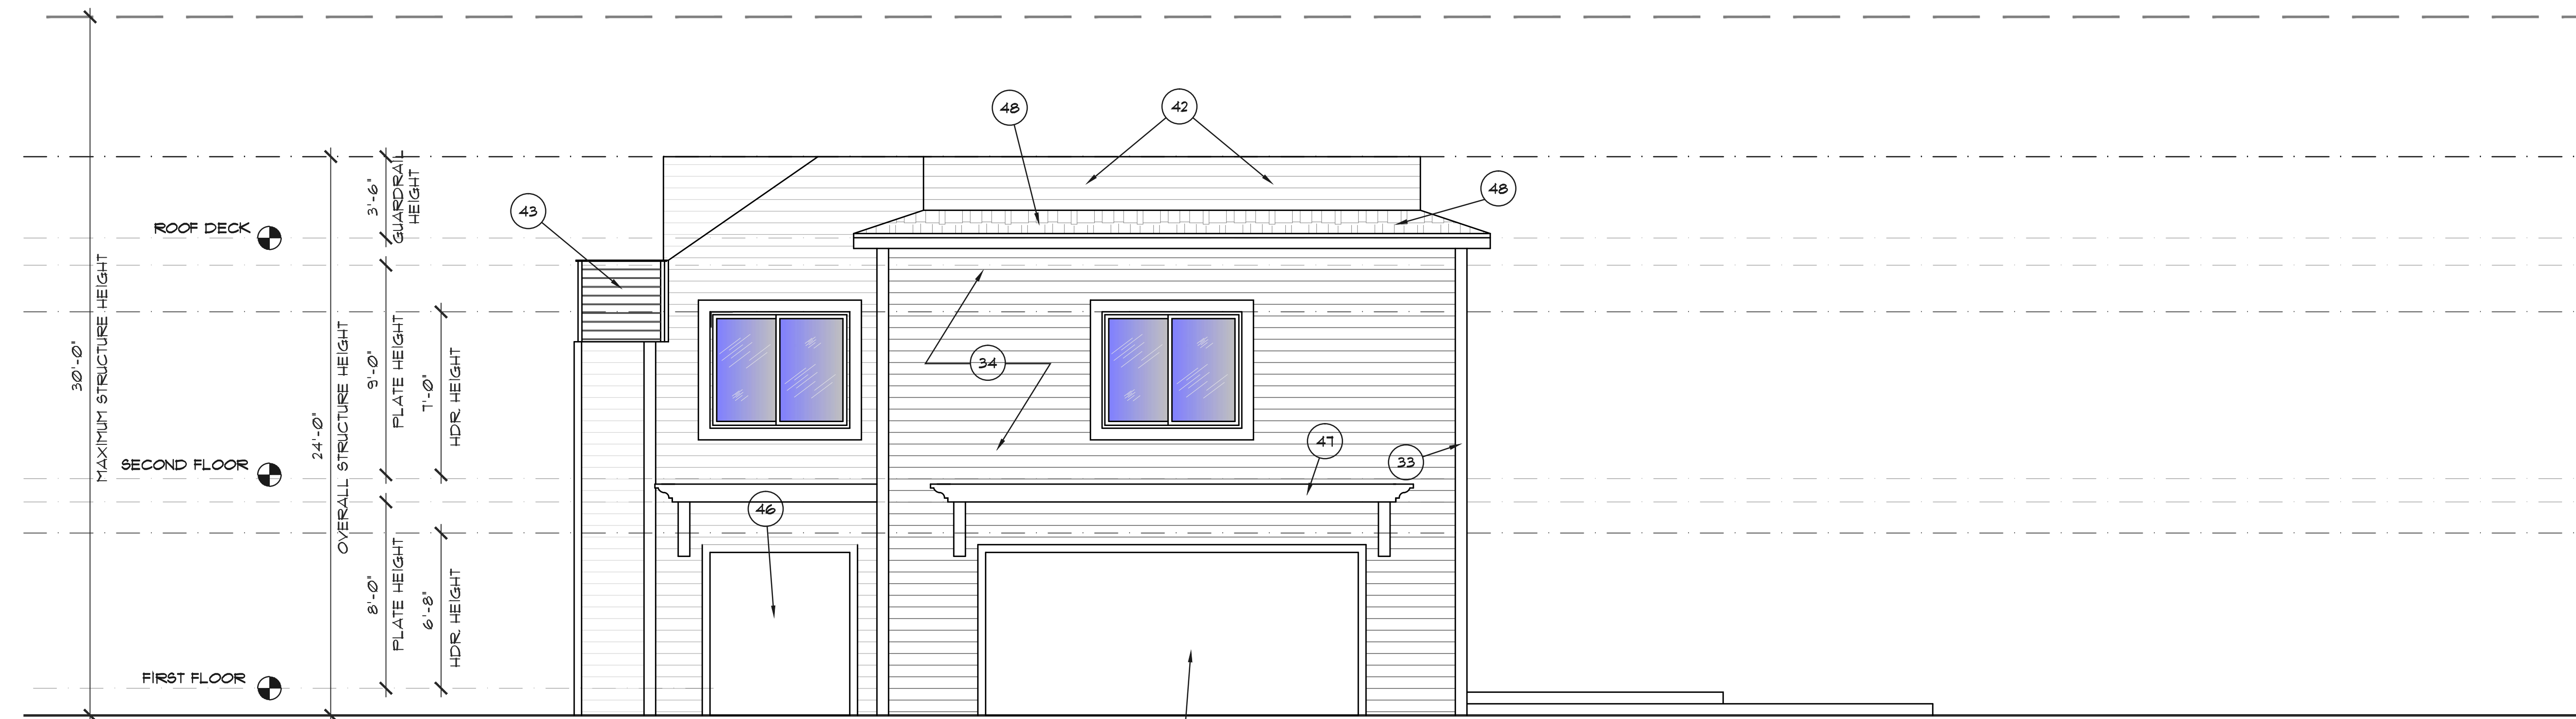 48
42
48
43
3'-6"
GUARDRAIL
HEIGHT
ROOF DECK
30'-0"
MAXIMUM STRUCTURE HEIGHT
24'-0"
OVERALL STRUCTURE HEIGHT
9'-0"
PLATE HEIGHT
7'-0"
HDR. HEIGHT
34
47
33
SECOND FLOOR
46
8'-0"
PLATE HEIGHT
6'-8"
HDR. HEIGHT
FIRST FLOOR